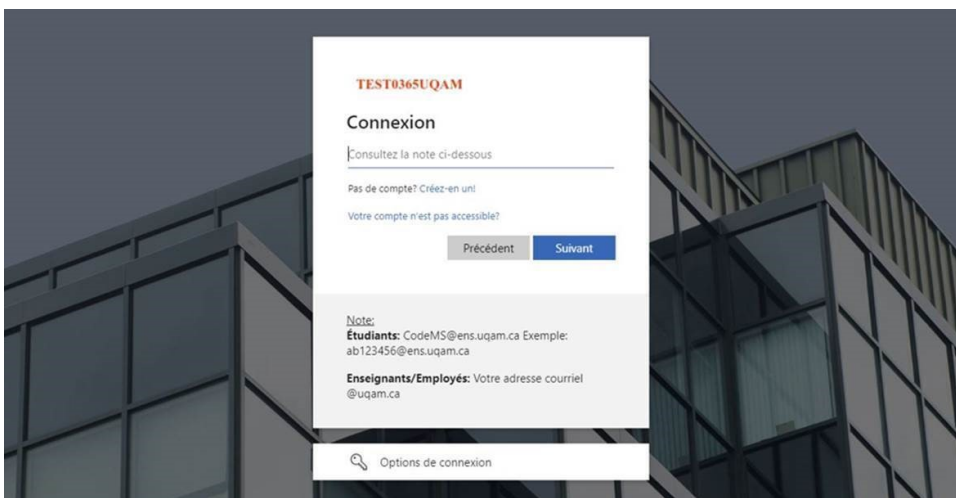 TEST0365UQAM
Connexion
Consultez la note ci-dessous
Pas de compte? Créez-en un!
Votre compte n'est pas accessible?
Précédent
Suivant
Note:
Étudiants: CodeMS@ens.uqam.ca Exemple:
ab123456@ens.uqam.ca
Enseignants/Employés: Votre adresse courriel
@uqam.ca
Options de connexion